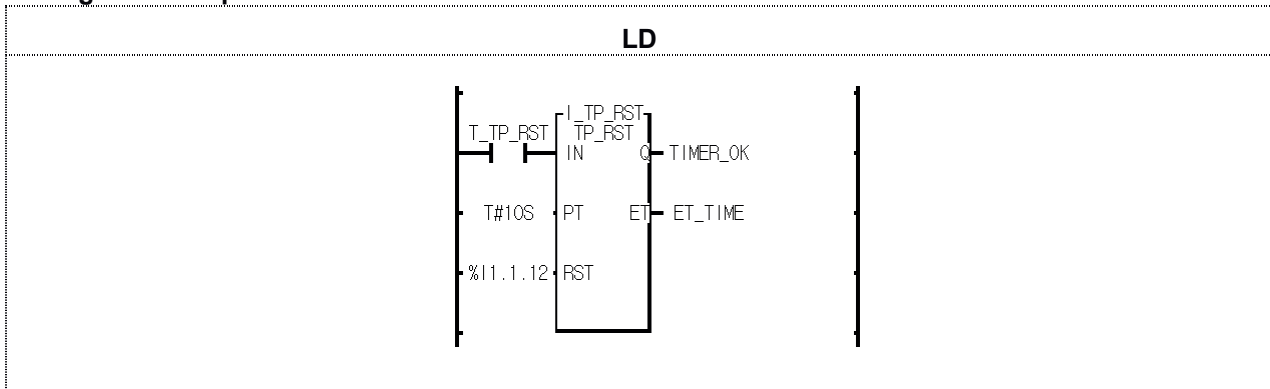 LD
I_TP_RST
T_TP_RST TP_RST
IN Q TIMER_OK
T#10S PT ET ET_TIME
%I1.1.12 RST